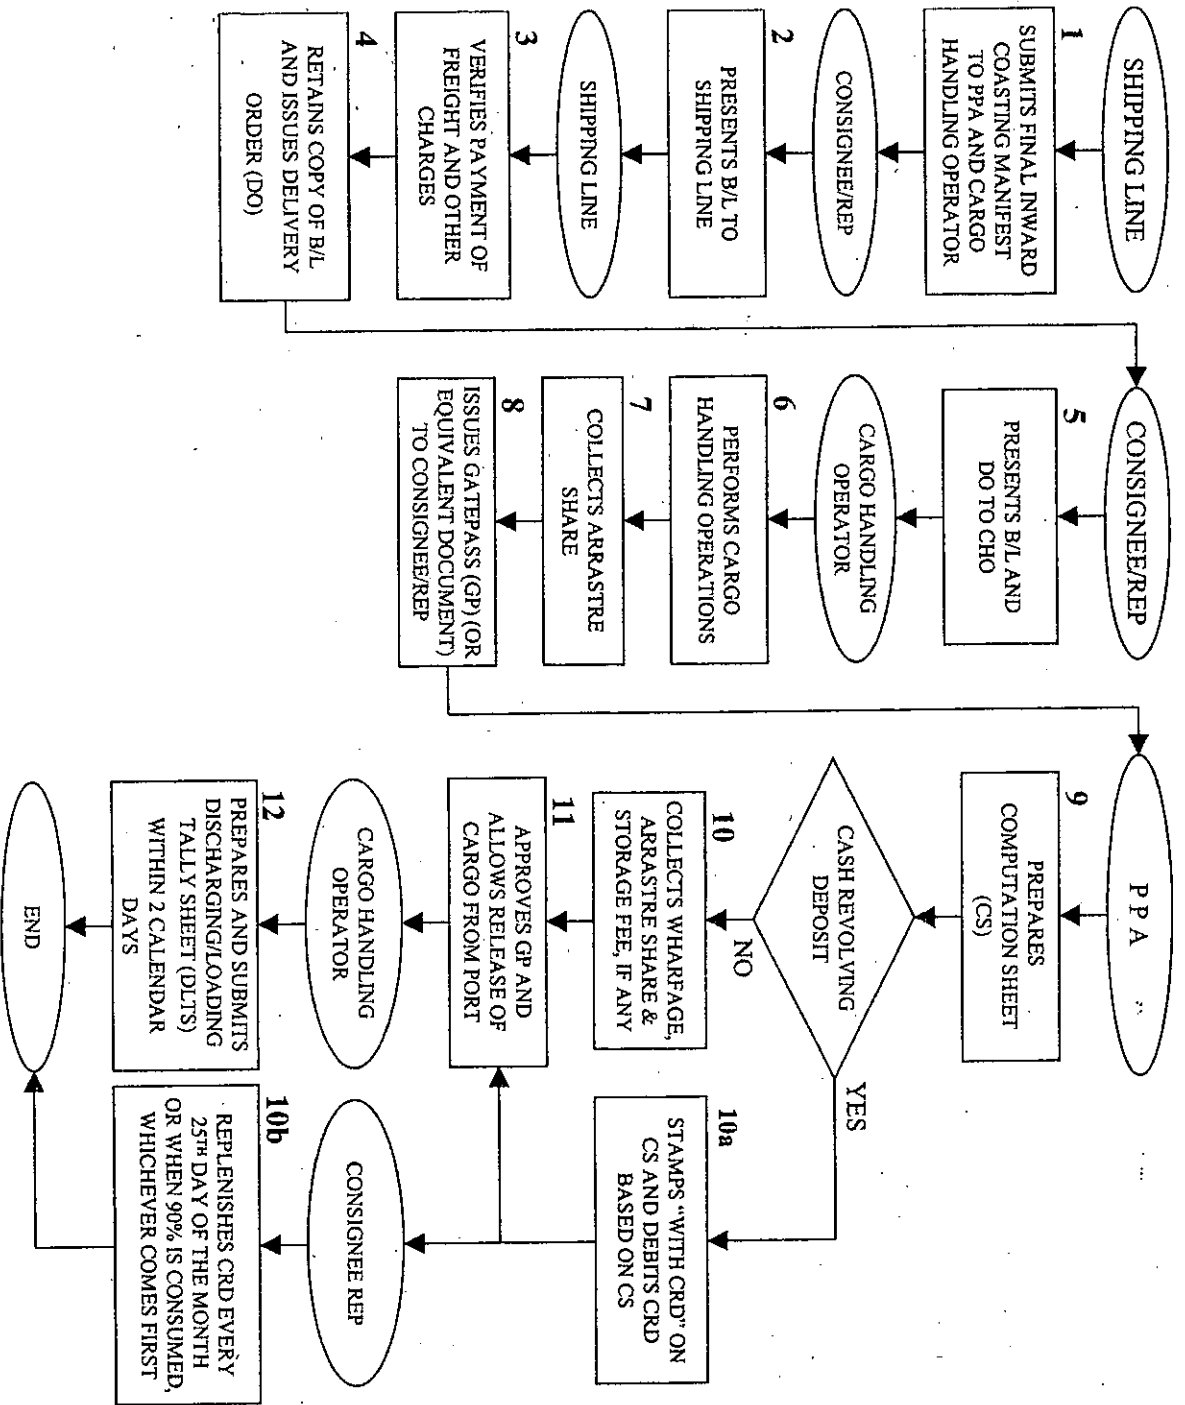 SHIPPING LINE
1
SUBMITS FINAL INWARD
COASTING MANIFEST
TO PPA AND CARGO
HANDLING OPERATOR
CONSIGNEE/REP
2
PRESENTS B/L TO
SHIPPING LINE
SHIPPING LINE
3
VERIFIES PAYMENT OF
FREIGHT AND OTHER
CHARGES
4
RETAINS COPY OF B/L
AND ISSUES DELIVERY
ORDER (DO)
CONSIGNEE/REP
5
PRESENTS B/L AND
DO TO CHO
CARGO HANDLING
OPERATOR
6
PERFORMS CARGO
HANDLING OPERATIONS
7
COLLECTS ARRASTRE
SHARE
8
ISSUES GATEPASS (GP) (OR
EQUIVALENT DOCUMENT)
TO CONSIGNEE/REP
P P A
9
PREPARES
COMPUTATION SHEET
(CS)
CASH REVOLVING
DEPOSIT
NO
YES
10
COLLECTS WHARFAGE,
ARRASTRE SHARE &
STORAGE FEE, IF ANY
10a
STAMPS “WITH CRD” ON
CS AND DEBITS CRD
BASED ON CS
11
APPROVES GP AND
ALLOWS RELEASE OF
CARGO FROM PORT
CARGO HANDLING
OPERATOR
CONSIGNEE REP
12
PREPARES AND SUBMITS
DISCHARGING/LOADING
TALLY SHEET (DLTS)
WITHIN 2 CALENDAR
DAYS
10b
REPLENISHES CRD EVERY
25TH DAY OF THE MONTH
OR WHEN 90% IS CONSUMED,
WHICHEVER COMES FIRST
END